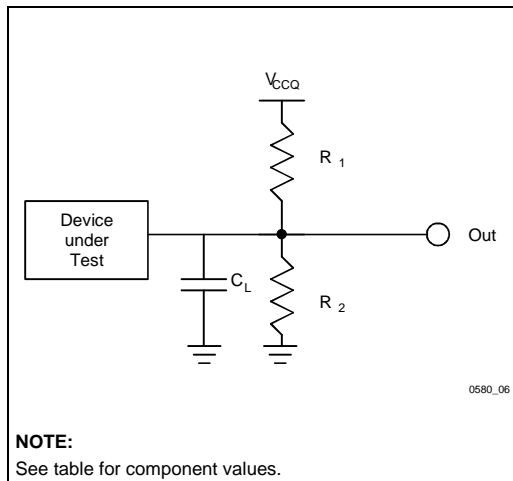 VCCQ
R 1
Device
under
Test
Out
CL
R 2
0580_06
NOTE:
See table for component values.